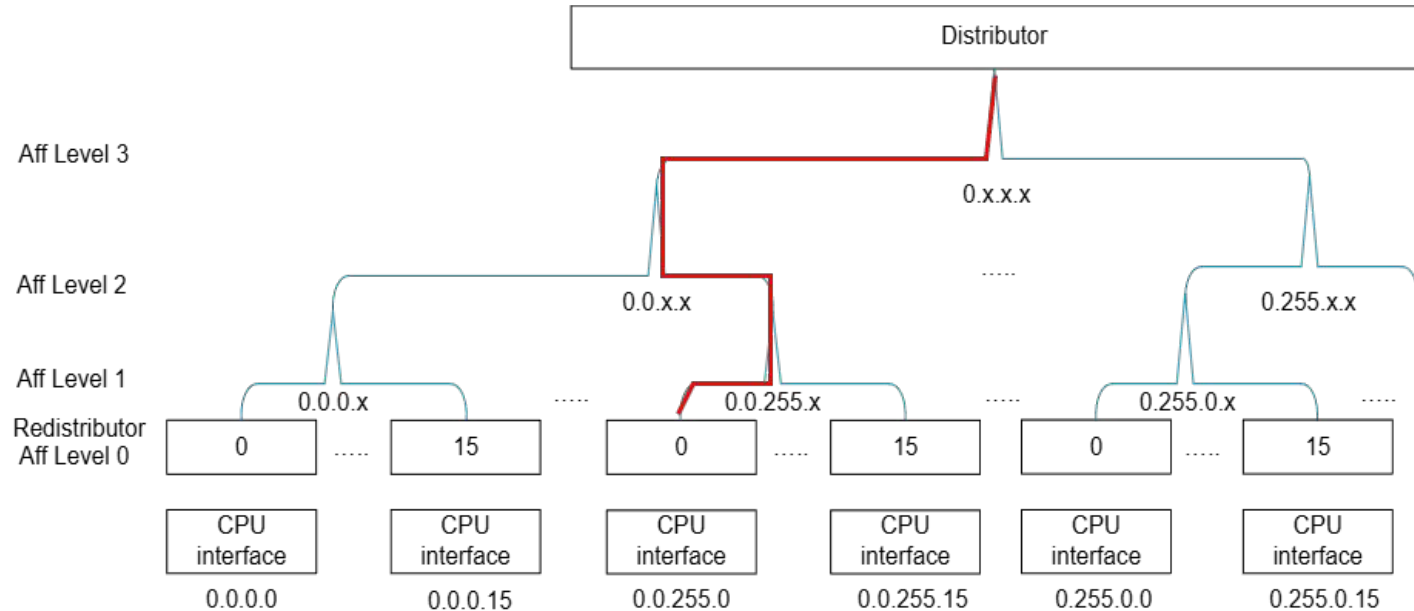 Distributor
Aff Level 3
0.x.x.x
.....
Aff Level 2
0.0.x.x
0.255.x.x
Aff Level 1
0.0.0.x
.....
0.0.255.x
.....
0.255.0.x
.....
Redistributor
Aff Level 0
0
.....
15
0
.....
15
0
.....
15
CPU
interface
CPU
interface
CPU
interface
CPU
interface
CPU
interface
CPU
interface
0.0.0.0
0.0.0.15
0.0.255.0
0.0.255.15
0.255.0.0
0.255.0.15